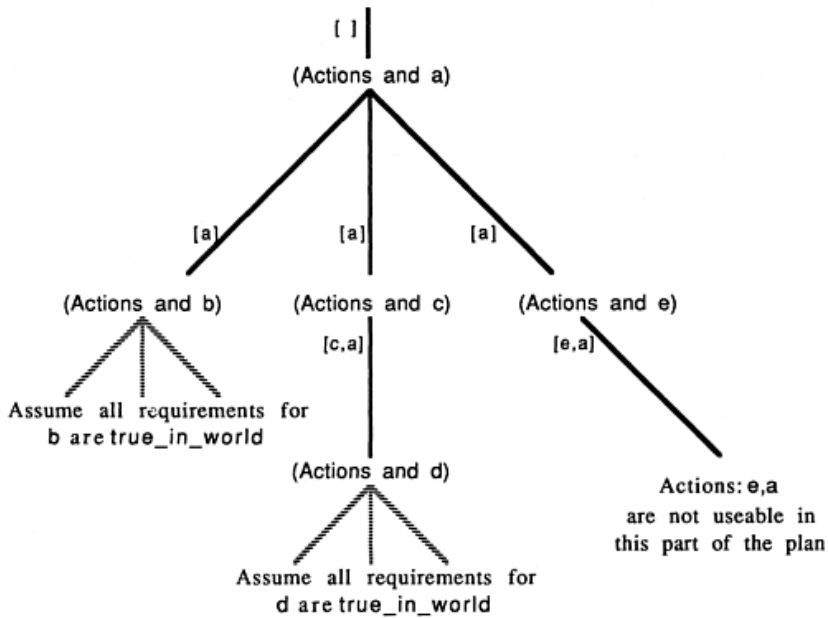 [ ]
(Actions and a)
[a]
[a]
[a]
(Actions and b)
(Actions and c)
(Actions and e)
[c,a]
[e,a]
Assume all requirements for
b are true_in_world
(Actions and d)
Actions: e,a
are not useable in
this part of the plan
Assume all requirements for
d are true_in_world